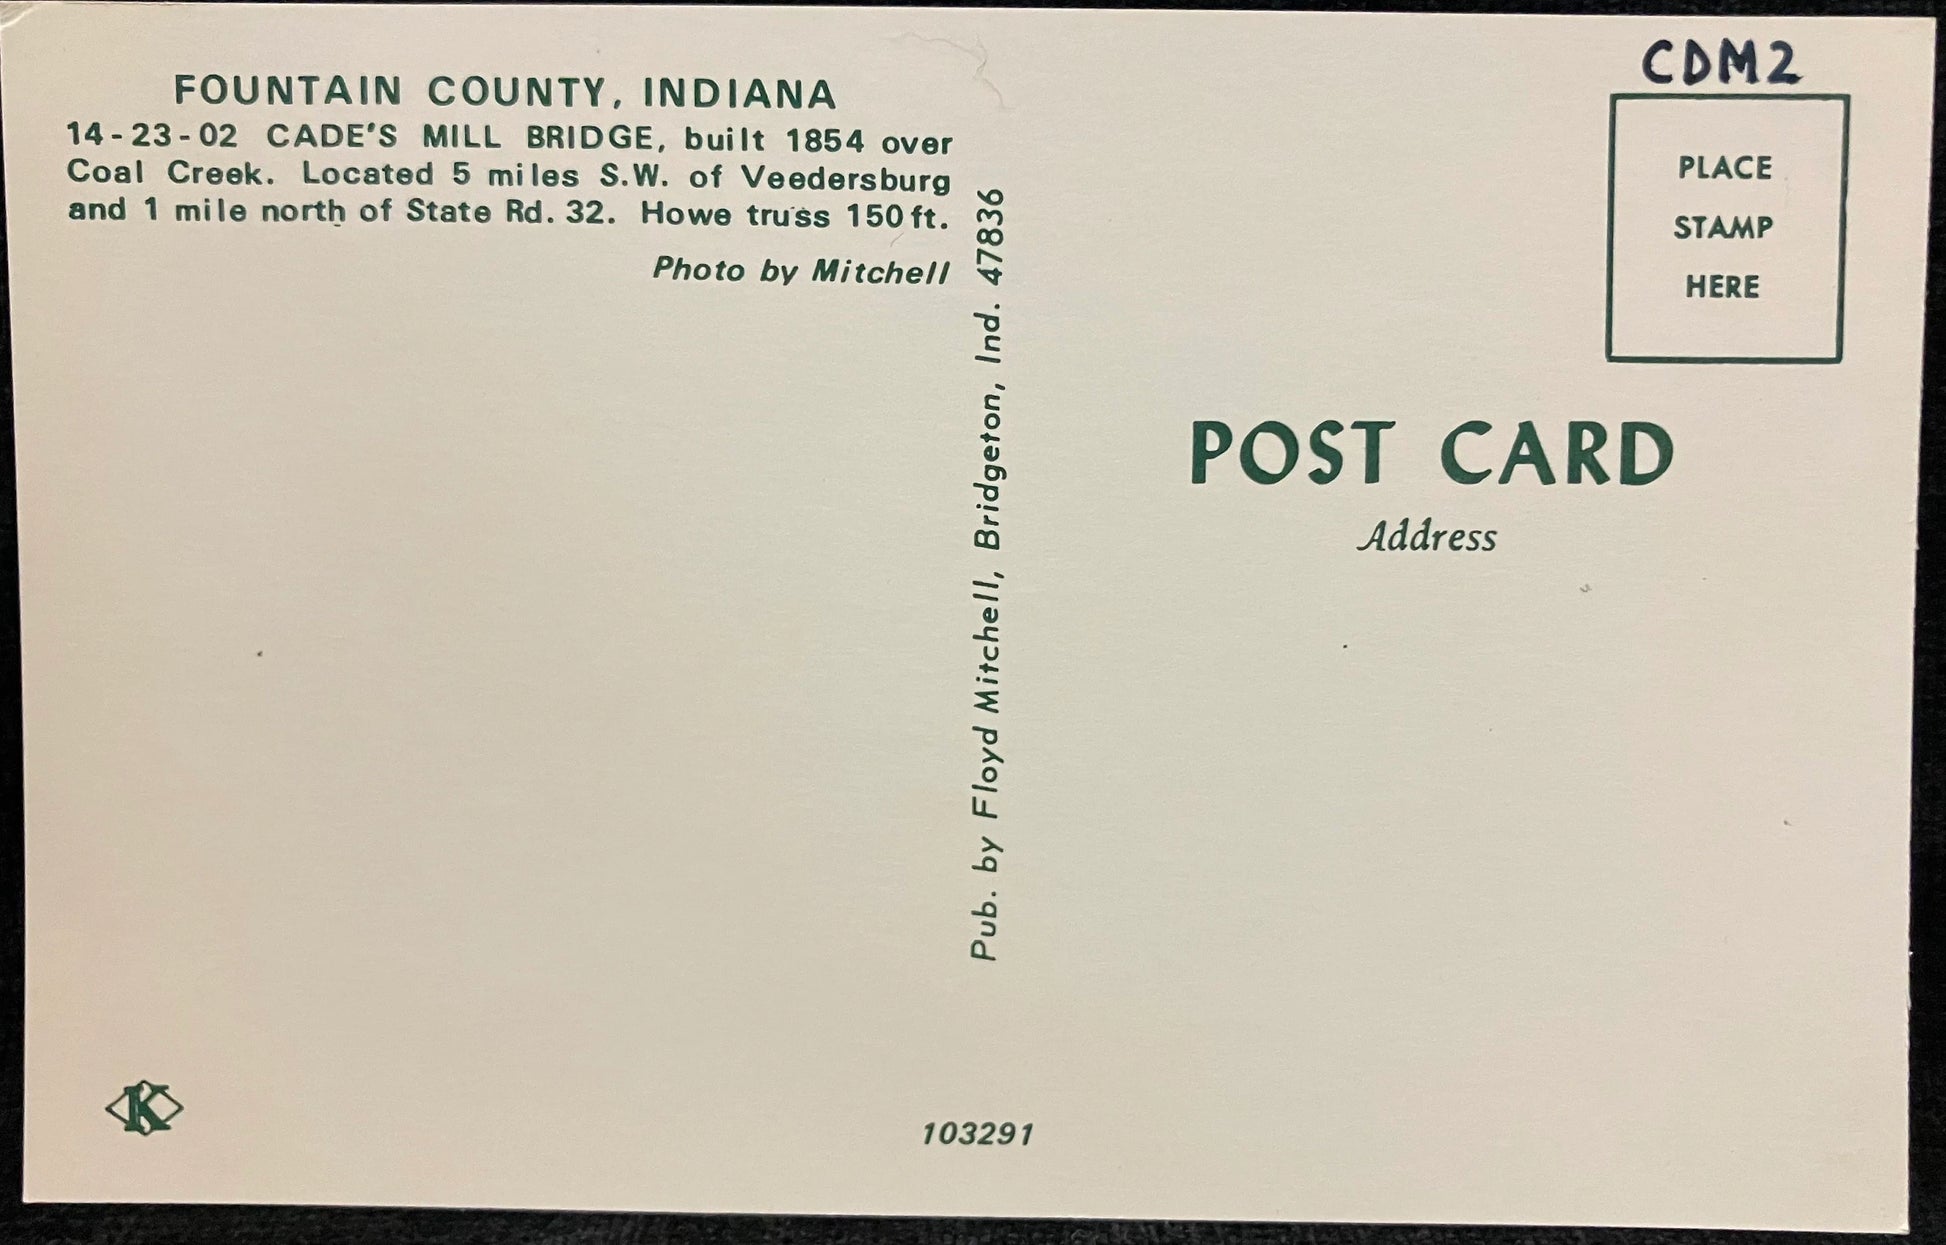 FOUNTAIN COUNTY, INDIANA
14-23-02 CADE'S MILL BRIDGE, built 1854 over
Coal Creek. Located 5 miles S.W. of Veedersburg
and 1 mile north of State Rd. 32. Howe truss 150 ft.
Photo by Mitchell
Pub. by Floyd Mitchell, Bridgeton, Ind. 47836
CDM2
PLACE
STAMP
HERE
POST CARD
Address
K
103291